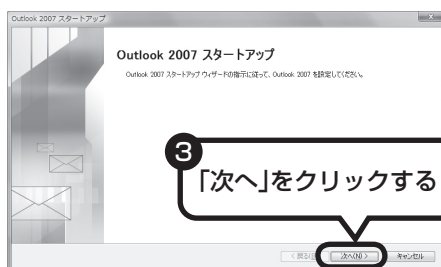 Outlook 2007 スタートアップ
Outlook 2007 スタートアップ
Outlook 2007 スタートアップ ウィザードの指示に従って、Outlook 2007 を設定してください。
3
「次へ」をクリックする
< 戻る(B)
次へ(N) >
キャンセル